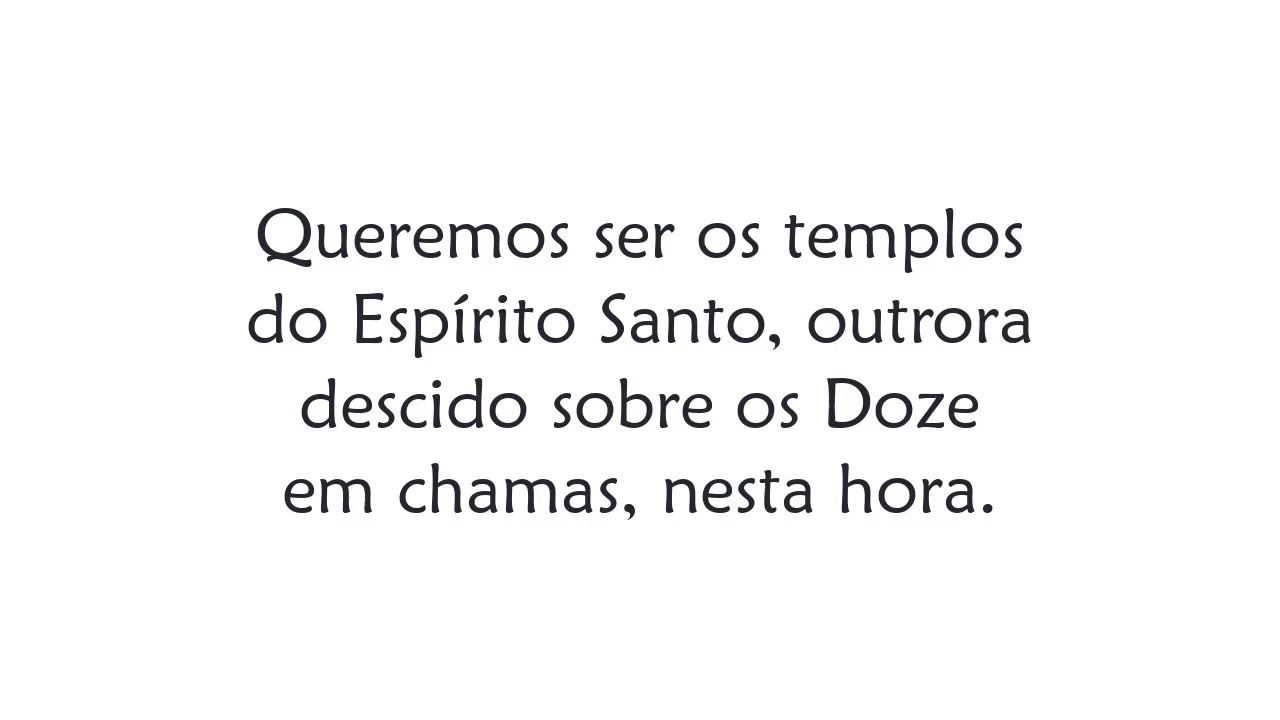 Queremos ser os templos
do Espírito Santo, outrora
descido sobre os Doze
em chamas, nesta hora.